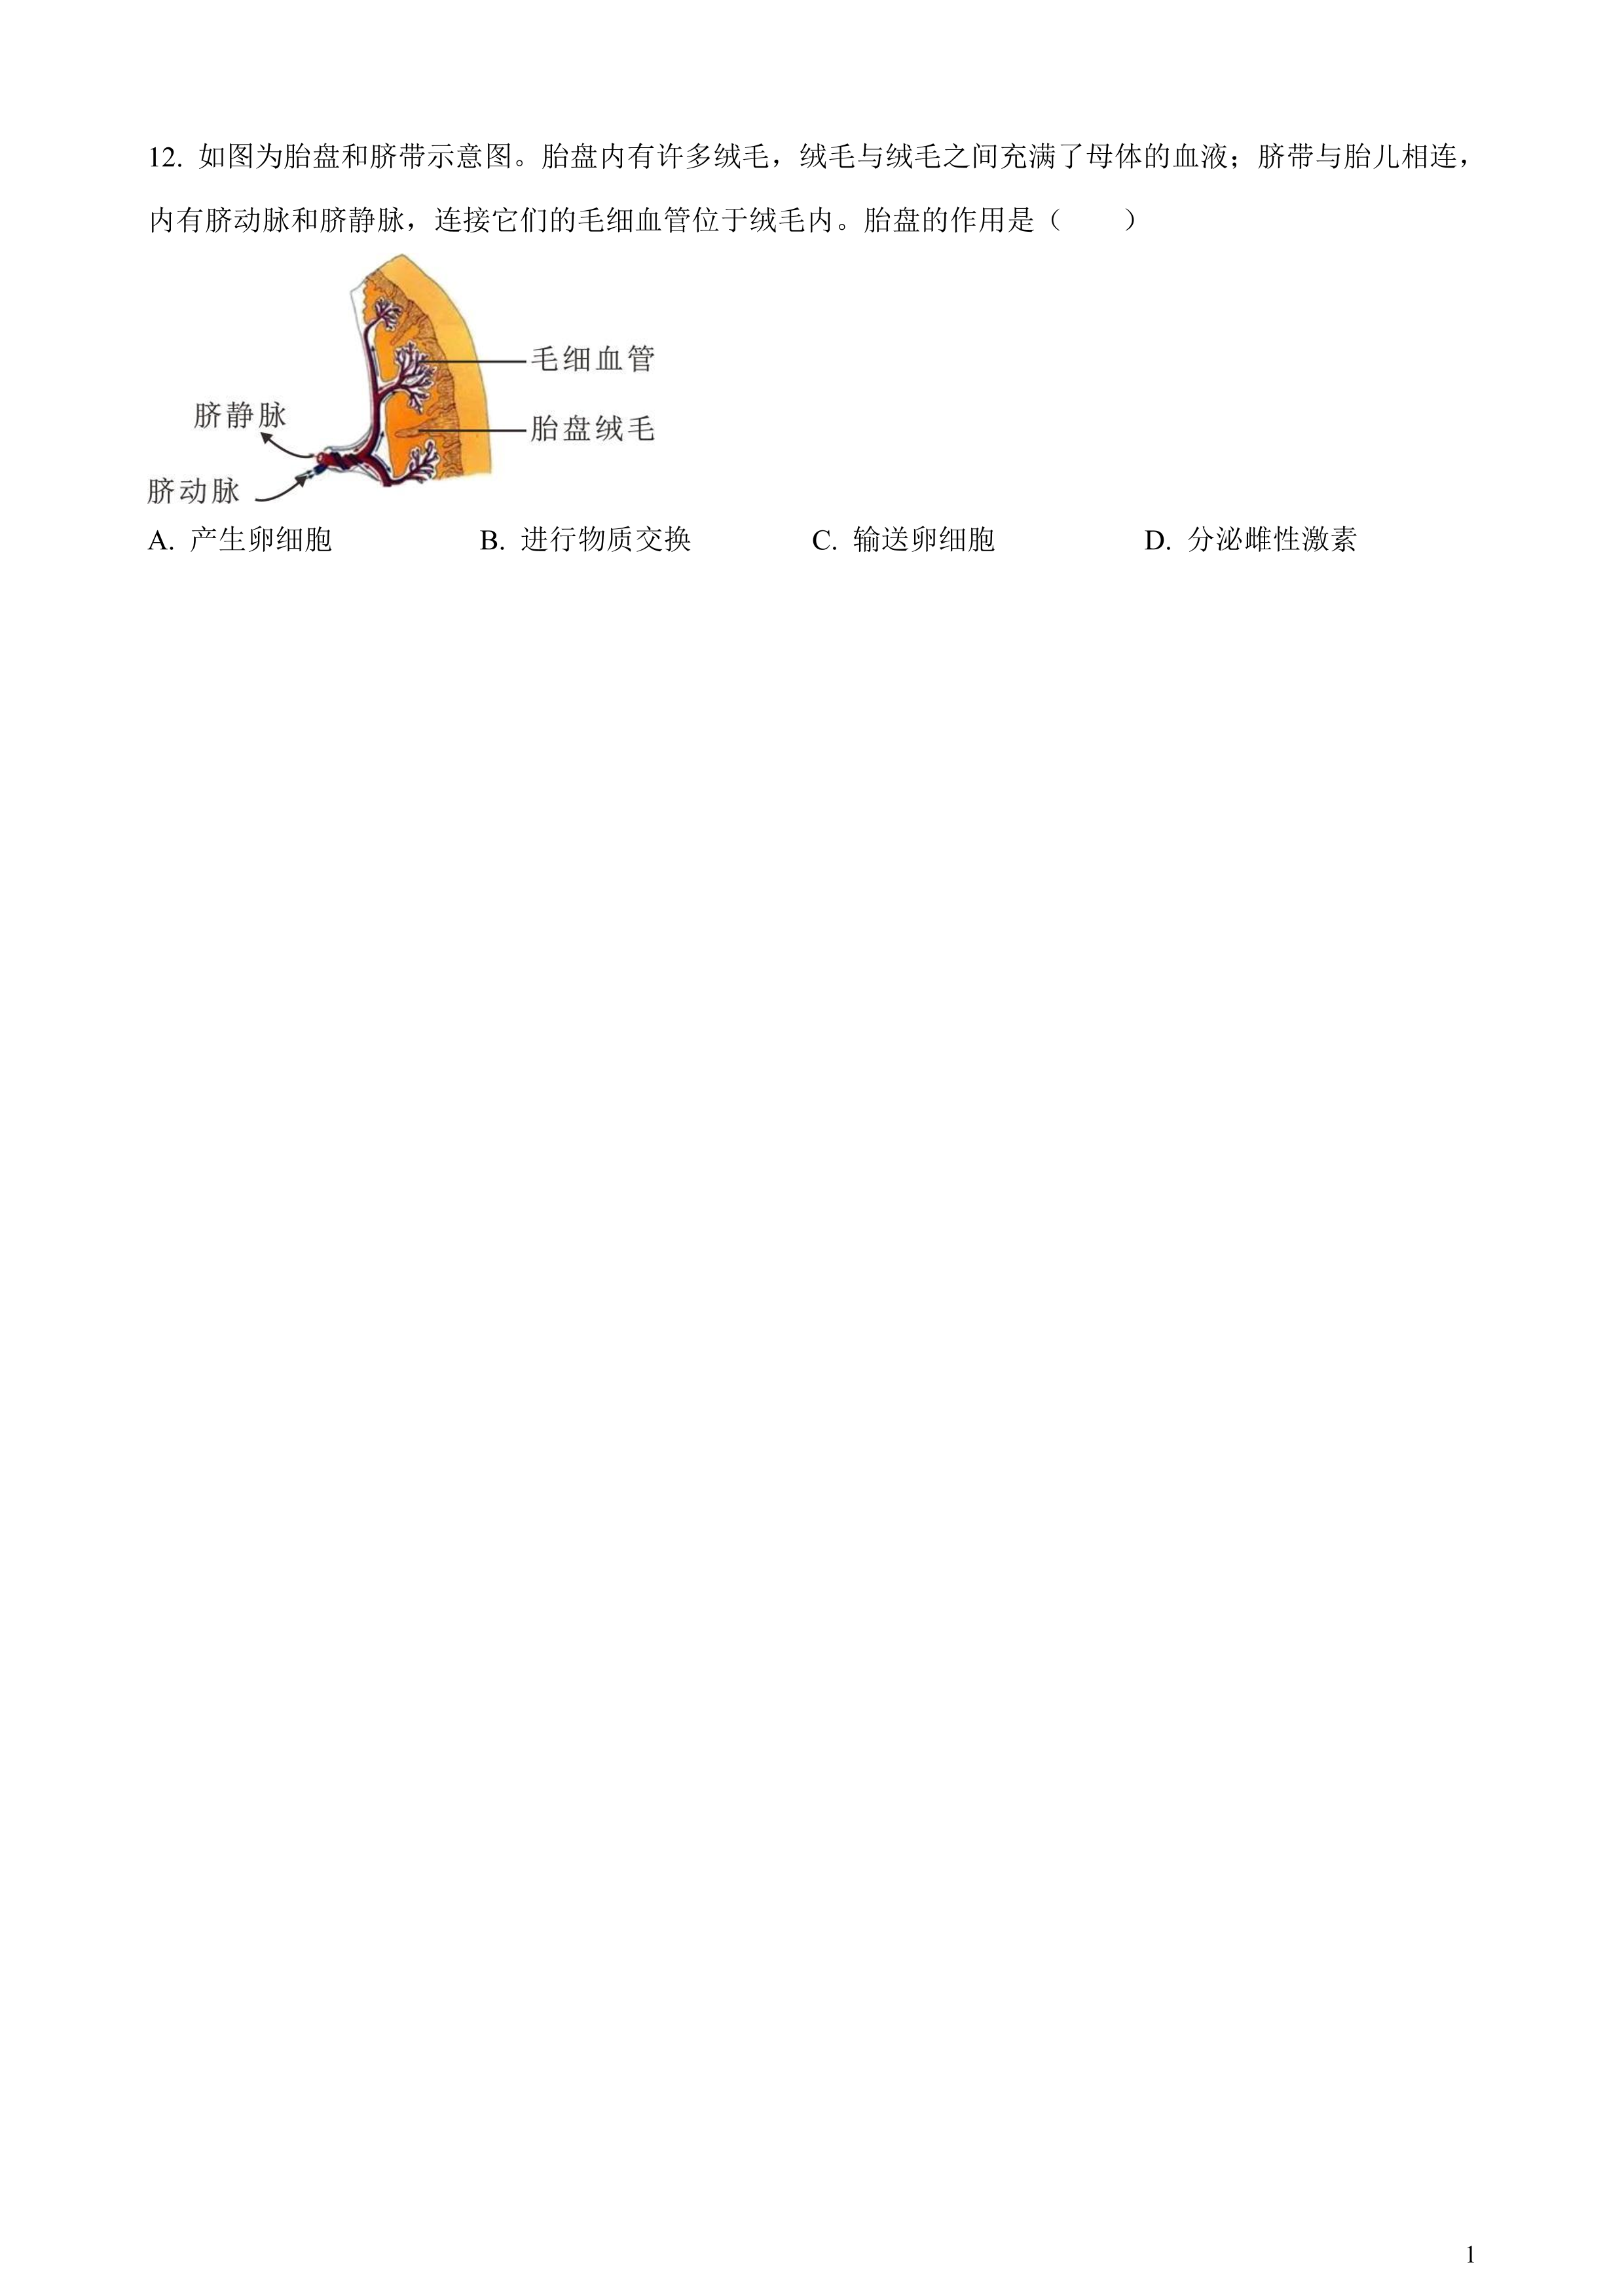 12. 如图为胎盘和脐带示意图。胎盘内有许多绒毛，绒毛与绒毛之间充满了母体的血液；脐带与胎儿相连，
内有脐动脉和脐静脉，连接它们的毛细血管位于绒毛内。胎盘的作用是（　　）
毛细血管
脐静脉
胎盘绒毛
脐动脉
A. 产生卵细胞 B. 进行物质交换 C. 输送卵细胞 D. 分泌雌性激素
1